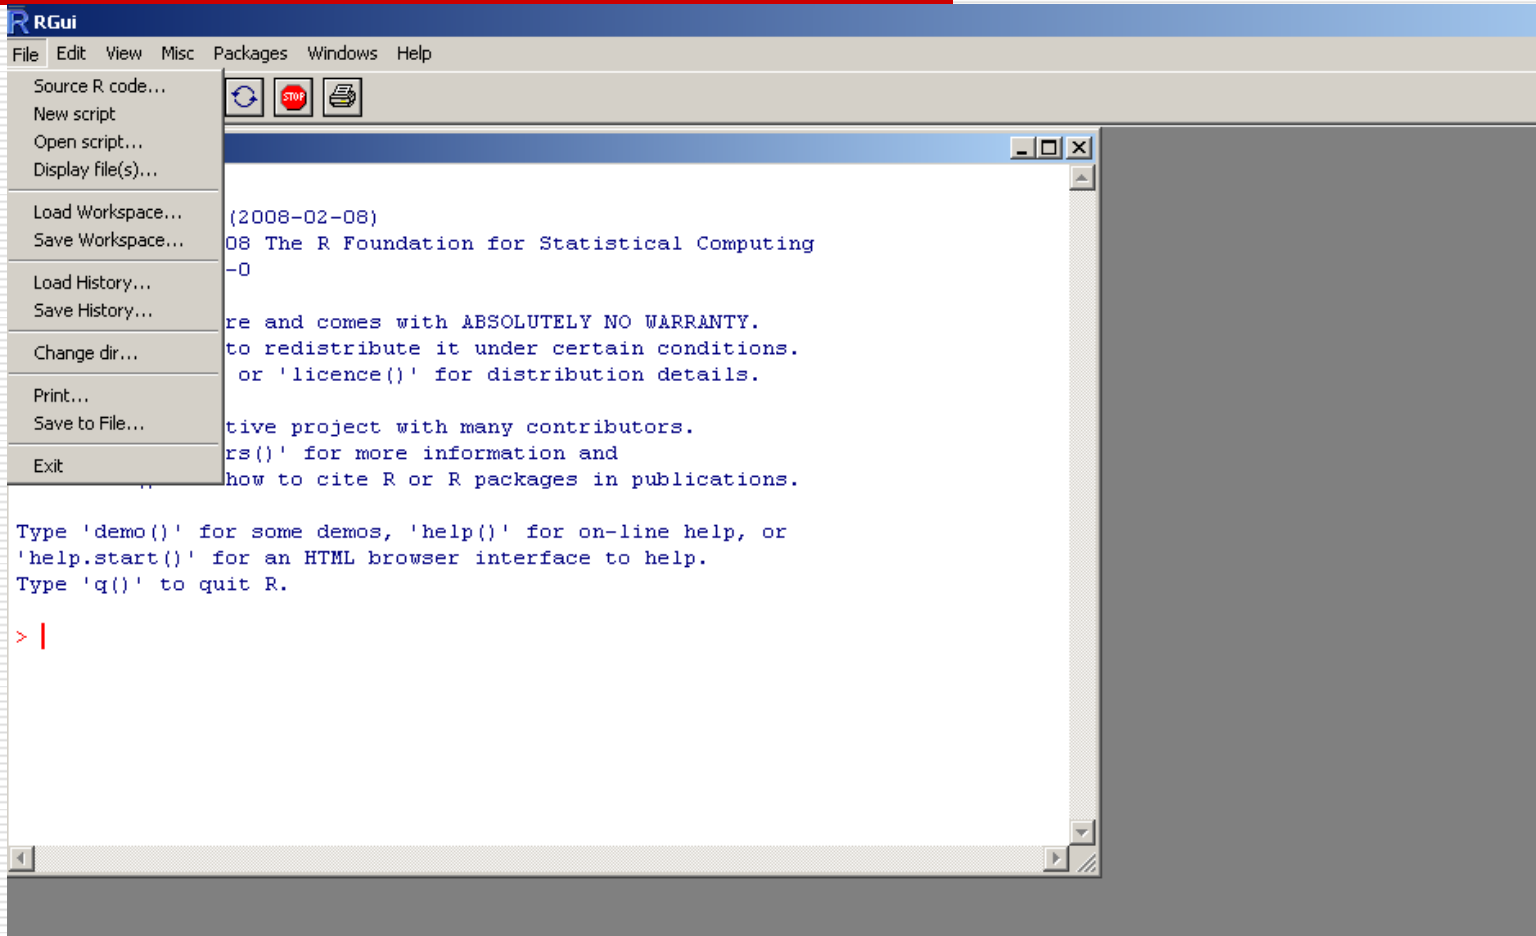 RGui
File Edit View Misc Packages Windows Help
Source R code...
New script
Open script...
Display file(s)...
Load Workspace...
Save Workspace...
Load History...
Save History...
Change dir...
Print...
Save to File...
Exit
STOP
(2008-02-08)
08 The R Foundation for Statistical Computing
-0
re and comes with ABSOLUTELY NO WARRANTY.
to redistribute it under certain conditions.
or 'licence()' for distribution details.
tive project with many contributors.
rs()' for more information and
how to cite R or R packages in publications.
Type 'demo()' for some demos, 'help()' for on-line help, or
'help.start()' for an HTML browser interface to help.
Type 'q()' to quit R.
>